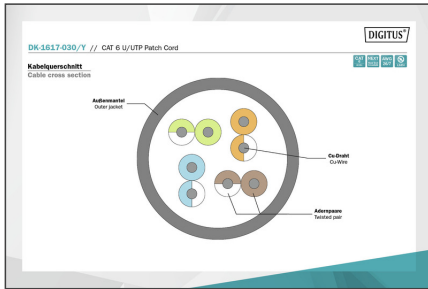 DIGITUS®
DK-1617-030/Y // CAT 6 U/UTP Patch Cord
Kabelquerschnitt
Cable cross section
Außenmantel
Outer jacket
Cu-Draht
Cu-Wire
Adernpaare
Twisted pair